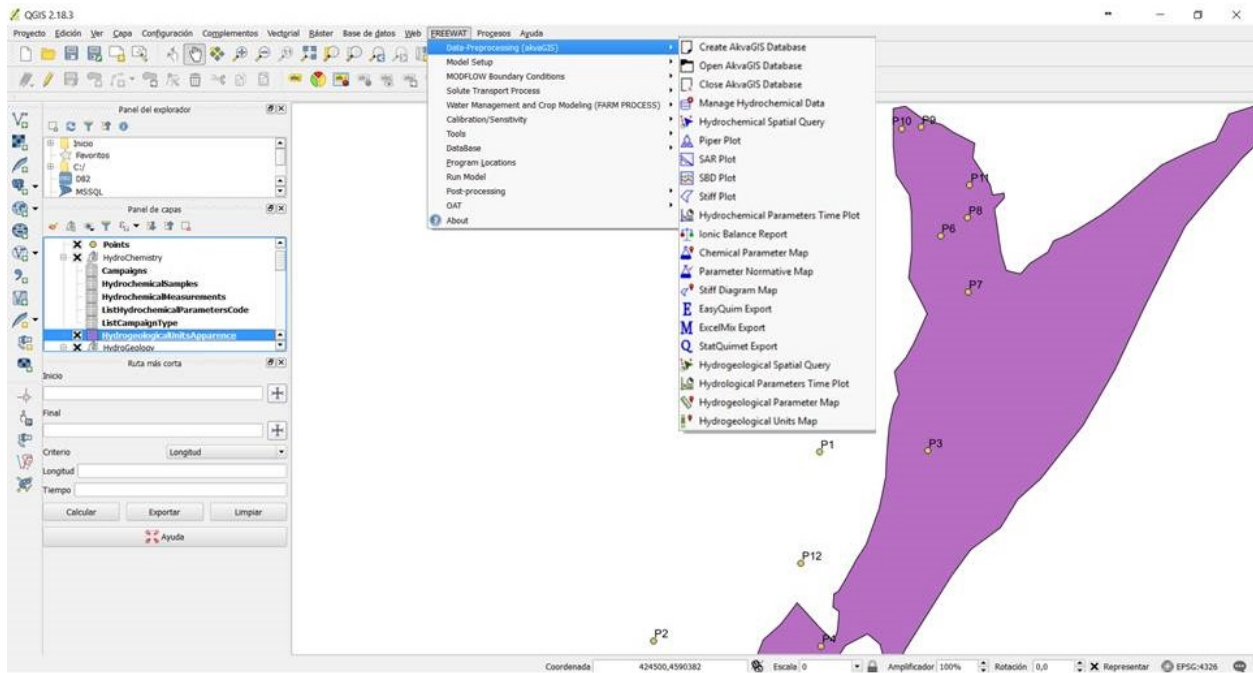 QGIS 2.18.3
Proyecto Edición Ver Capa Configuración Complementos Vectorial Ráster Base de datos Web FREEWAT Procesos Ayuda
Data-Preprocessing (akvaGIS)
Model Setup
MODFLOW Boundary Conditions
Solute Transport Process
Water Management and Crop Modeling (FARM PROCESS)
Calibration/Sensitivity
Tools
DataBase
Program Locations
Run Model
Post-processing
OAT
About
Create AkvaGIS Database
Open AkvaGIS Database
Close AkvaGIS Database
Manage Hydrochemical Data
Hydrochemical Spatial Query
Piper Plot
SAR Plot
SBD Plot
Stiff Plot
Hydrochemical Parameters Time Plot
Ionic Balance Report
Chemical Parameter Map
Parameter Normative Map
Stiff Diagram Map
E EasyQuim Export
M ExcelMix Export
Q StatQuimet Export
Hydrogeological Spatial Query
Hydrological Parameters Time Plot
Hydrogeological Parameter Map
Hydrogeological Units Map
Panel del explorador
Inicio
Favoritos
C:/
DB2
MSSQL
Panel de capas
Points
HydroChemistry
Campaigns
HydrochemicalSamples
HydrochemicalMeasurements
ListHydrochemicalParametersCode
ListCampaignType
HydrogeologicalUnitsApparence
HydroGeology
Ruta más corta
Inicio
Final
Criterio Longitud
Longitud
Tiempo
Calcular Exportar Limpiar
Ayuda
P10 P9
P11
P8
P6
P7
P1
P3
P12
P2
P4
Coordenada 424500,4590382 Escala 0 Amplificador 100% Rotación 0,0 Representar EPSG:4326